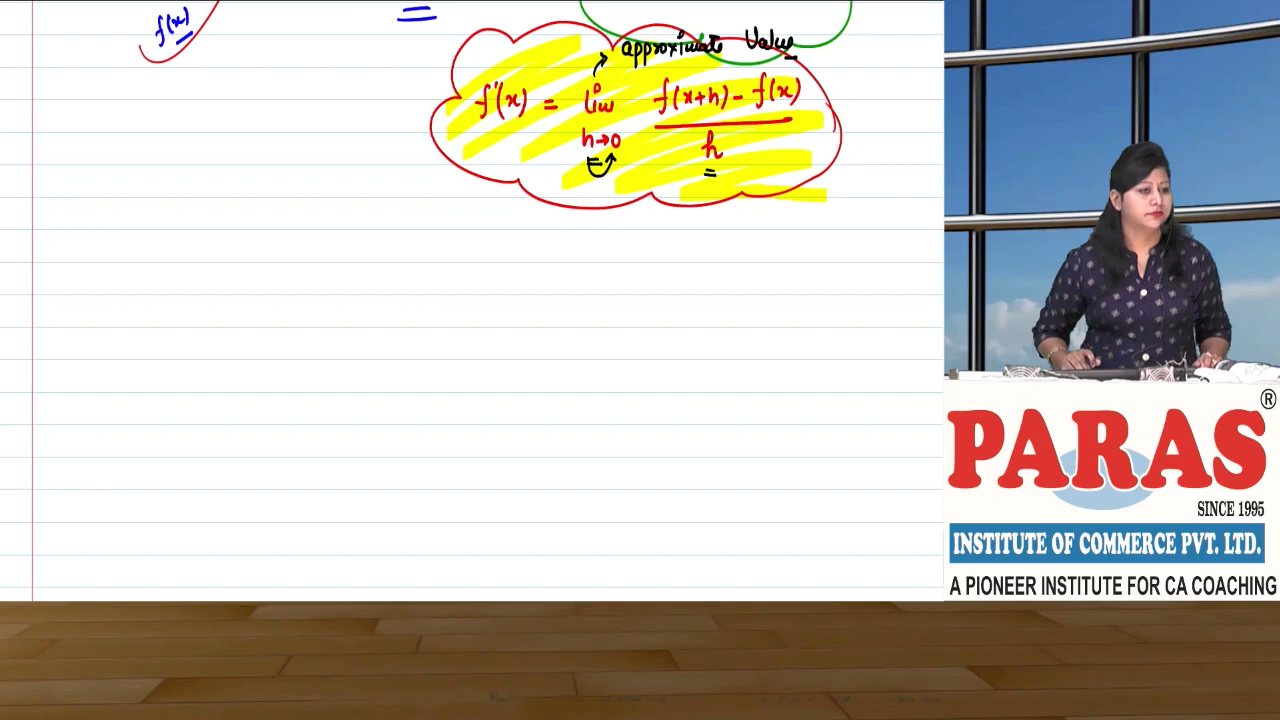 f(x)
=
approximate Value
f'(x) = lim f(x+h) - f(x)
h→0 h
PARAS®
SINCE 1995
INSTITUTE OF COMMERCE PVT. LTD.
A PIONEER INSTITUTE FOR CA COACHING